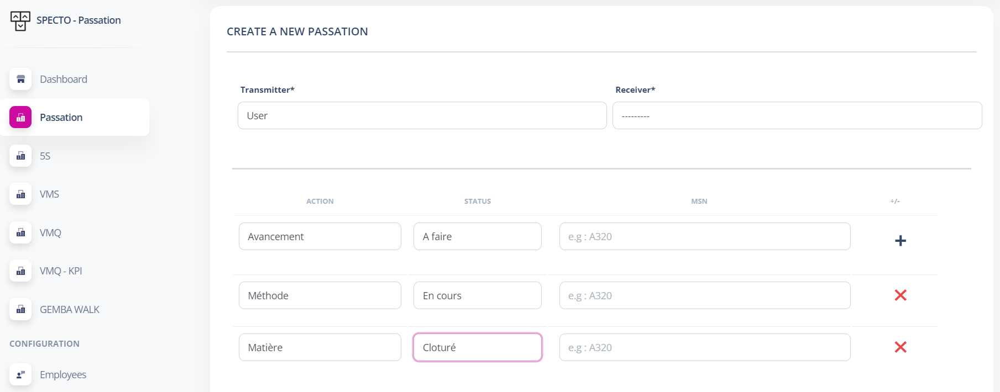 SPECTO - Passation
Dashboard
Passation
5S
VMS
VMQ
VMQ - KPI
GEMBA WALK
CONFIGURATION
Employees
CREATE A NEW PASSATION
Transmitter* Receiver*
User ---------
ACTION STATUS MSN +/-
Avancement A faire e.g : A320
Méthode En cours e.g : A320
Matière Cloturé e.g : A320